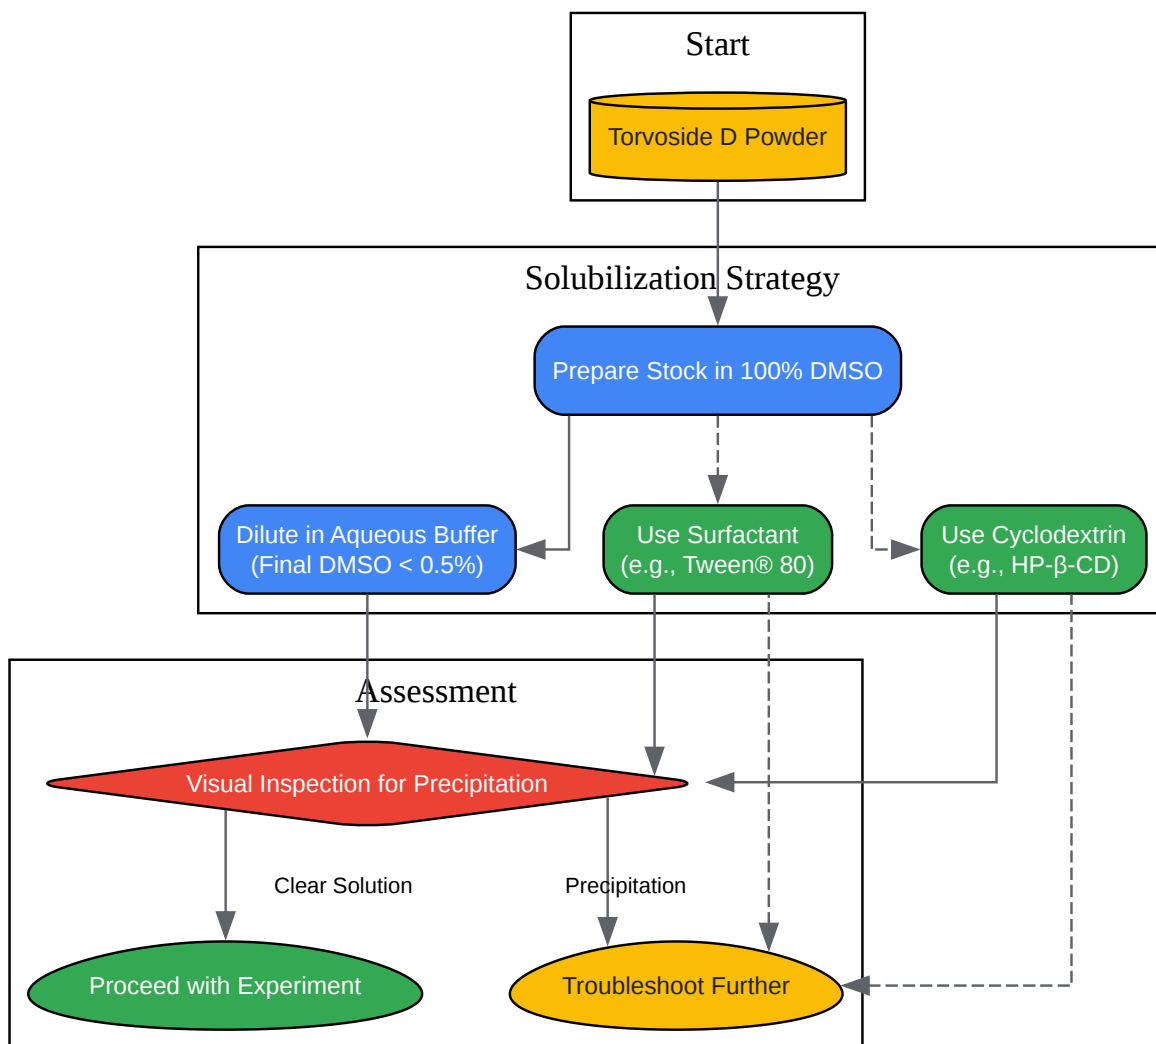 Start
Torvoside D Powder
Solubilization Strategy
Prepare Stock in 100% DMSO
Dilute in Aqueous Buffer
(Final DMSO < 0.5%)
Use Surfactant
(e.g., Tween® 80)
Use Cyclodextrin
(e.g., HP-β-CD)
Assessment
Visual Inspection for Precipitation
Clear Solution
Precipitation
Proceed with Experiment
Troubleshoot Further